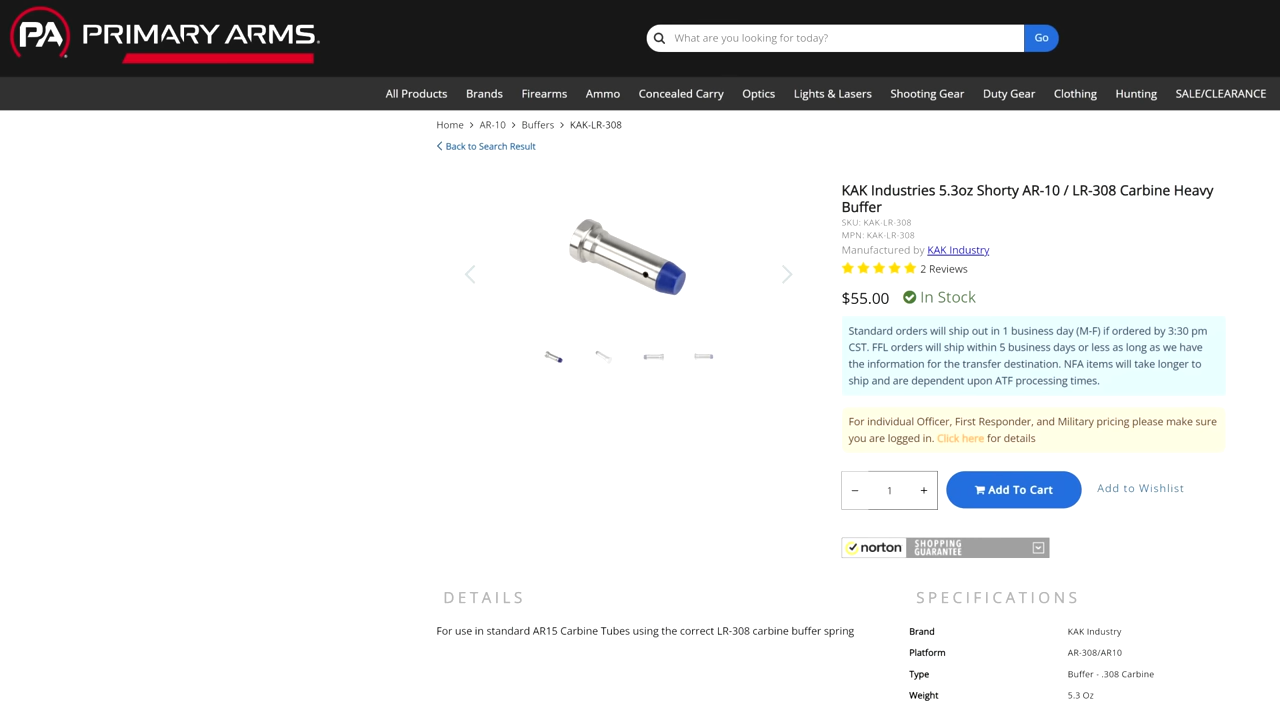 PA PRIMARY ARMS.
What are you looking for today?
Go
All Products Brands Firearms Ammo Concealed Carry Optics Lights & Lasers Shooting Gear Duty Gear Clothing Hunting SALE/CLEARANCE
Home > AR-10 > Buffers > KAK-LR-308
Back to Search Result
KAK Industries 5.3oz Shorty AR-10 / LR-308 Carbine Heavy
Buffer
SKU: KAK-LR-308
MPN: KAK-LR-308
Manufactured by KAK Industry
2 Reviews
$55.00 In Stock
Standard orders will ship out in 1 business day (M-F) if ordered by 3:30 pm
CST. FFL orders will ship within 5 business days or less as long as we have
the information for the transfer destination. NFA items will take longer to
ship and are dependent upon ATF processing times.
For individual Officer, First Responder, and Military pricing please make sure
you are logged in. Click here for details
− 1 + Add To Cart Add to Wishlist
norton SHOPPING
GUARANTEE
DETAILS
For use in standard AR15 Carbine Tubes using the correct LR-308 carbine buffer spring
SPECIFICATIONS
Brand KAK Industry
Platform AR-308/AR10
Type Buffer - .308 Carbine
Weight 5.3 Oz